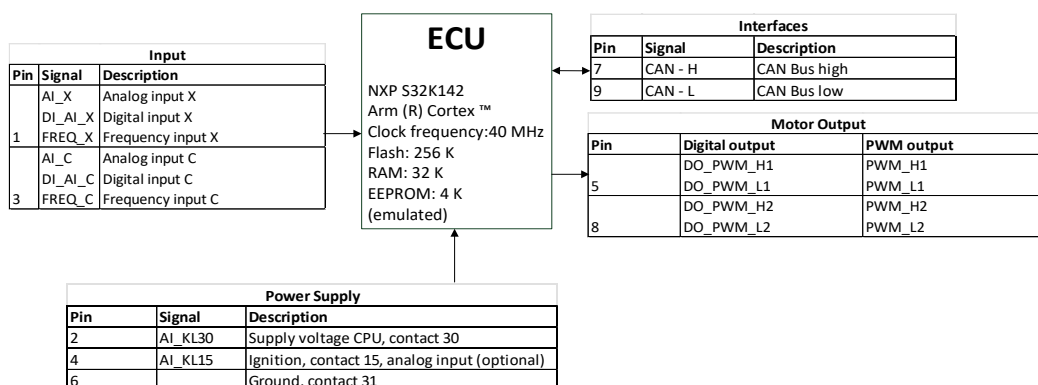 Input
Pin Signal Description
AI_X Analog input X
DI_AI_X Digital input X
1 FREQ_X Frequency input X
AI_C Analog input C
DI_AI_C Digital input C
3 FREQ_C Frequency input C
ECU
NXP S32K142
Arm (R) Cortex ™
Clock frequency:40 MHz
Flash: 256 K
RAM: 32 K
EEPROM: 4 K
(emulated)
Interfaces
Pin Signal Description
7 CAN - H CAN Bus high
9 CAN - L CAN Bus low
Motor Output
Pin Digital output PWM output
DO_PWM_H1 PWM_H1
5 DO_PWM_L1 PWM_L1
DO_PWM_H2 PWM_H2
8 DO_PWM_L2 PWM_L2
Power Supply
Pin Signal Description
2 AI_KL30 Supply voltage CPU, contact 30
4 AI_KL15 Ignition, contact 15, analog input (optional)
6 Ground, contact 31